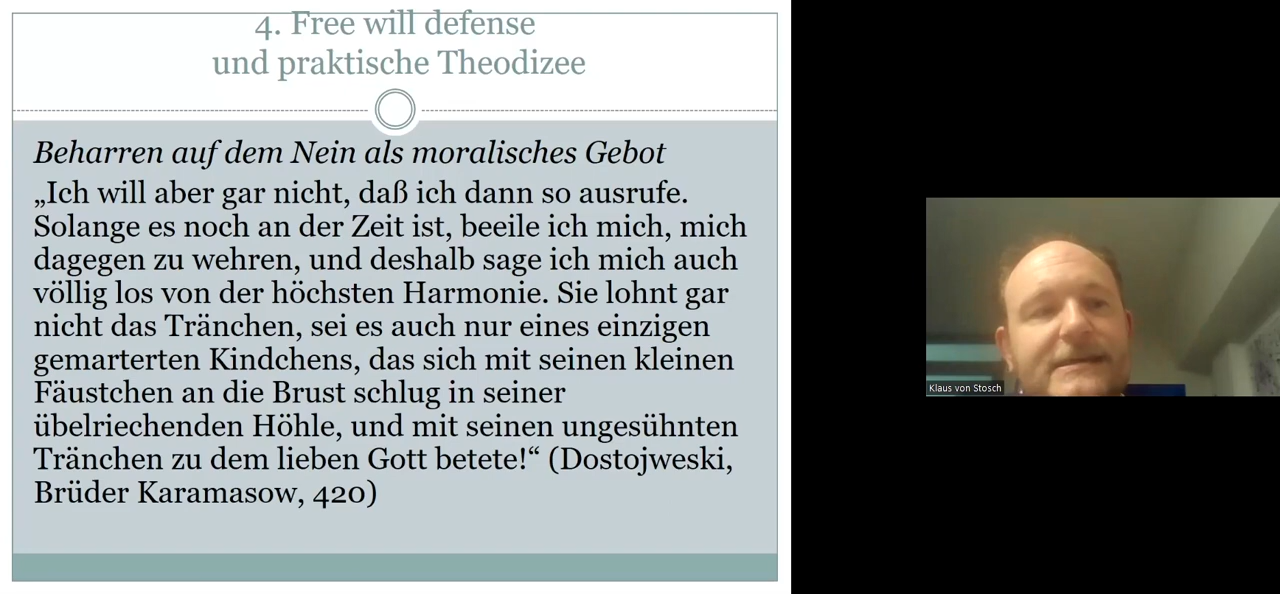 4. Free will defense
und praktische Theodizee
Beharren auf dem Nein als moralisches Gebot
„Ich will aber gar nicht, daß ich dann so ausrufe.
Solange es noch an der Zeit ist, beeile ich mich, mich
dagegen zu wehren, und deshalb sage ich mich auch
völlig los von der höchsten Harmonie. Sie lohnt gar
nicht das Tränchen, sei es auch nur eines einzigen
gemarterten Kindchens, das sich mit seinen kleinen
Fäustchen an die Brust schlug in seiner
übelriechenden Höhle, und mit seinen ungesühnten
Tränchen zu dem lieben Gott betete!“ (Dostojweski,
Brüder Karamasow, 420)
Klaus von Stosch